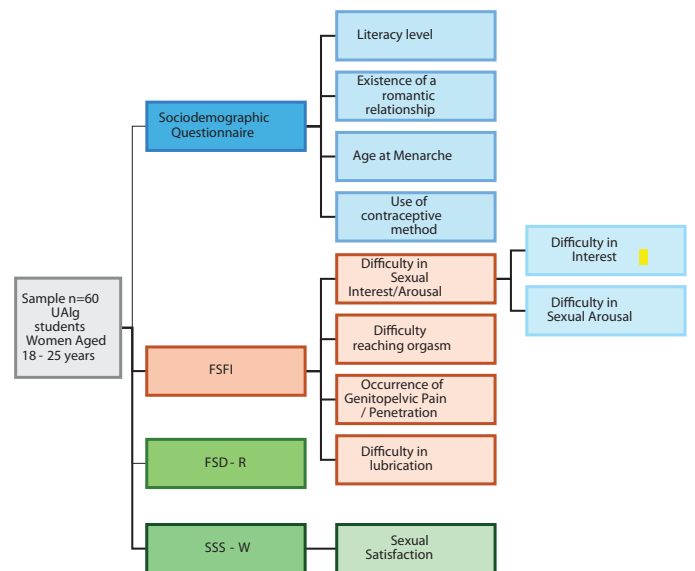 Literacy level
Existence of a
romantic
relationship
Sociodemographic
Questionnaire
Age at Menarche
Use of
contraceptive
method
Difficulty in
Interest
Difficulty in
Sexual
Interest/Arousal
Difficulty in
Sexual Arousal
Sample n=60
UAlg
students
Women Aged
18 - 25 years
Difficulty
reaching orgasm
FSFI
Occurrence of
Genitopelvic Pain
/ Penetration
Difficulty in
lubrication
FSD - R
SSS - W
Sexual
Satisfaction